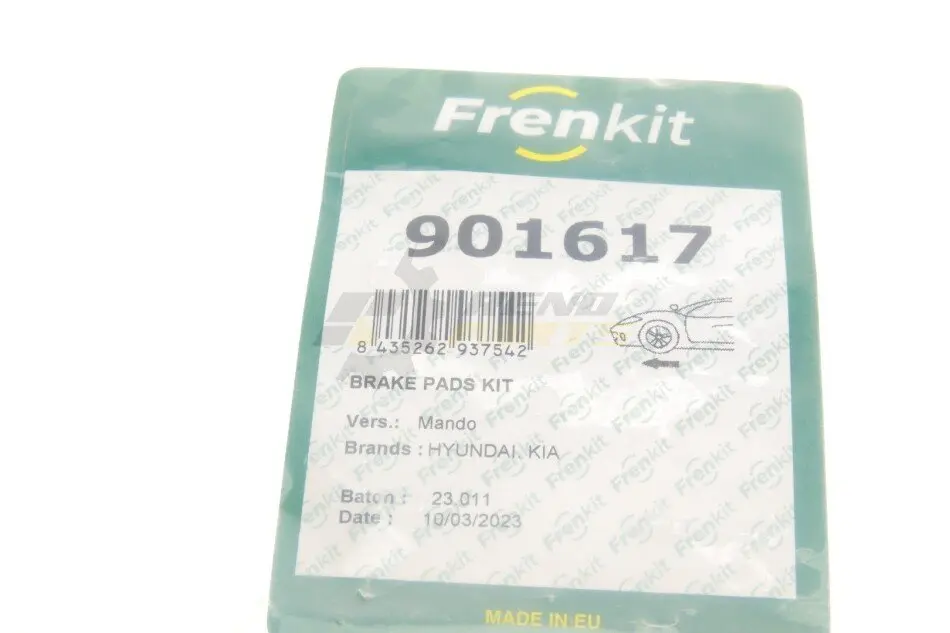 Frenkit
901617
8 435262 937542
BRAKE PADS KIT
Vers.: Mando
Brands : HYUNDAI, KIA
Baton : 23.011
Date : 10/03/2023
MADE IN EU